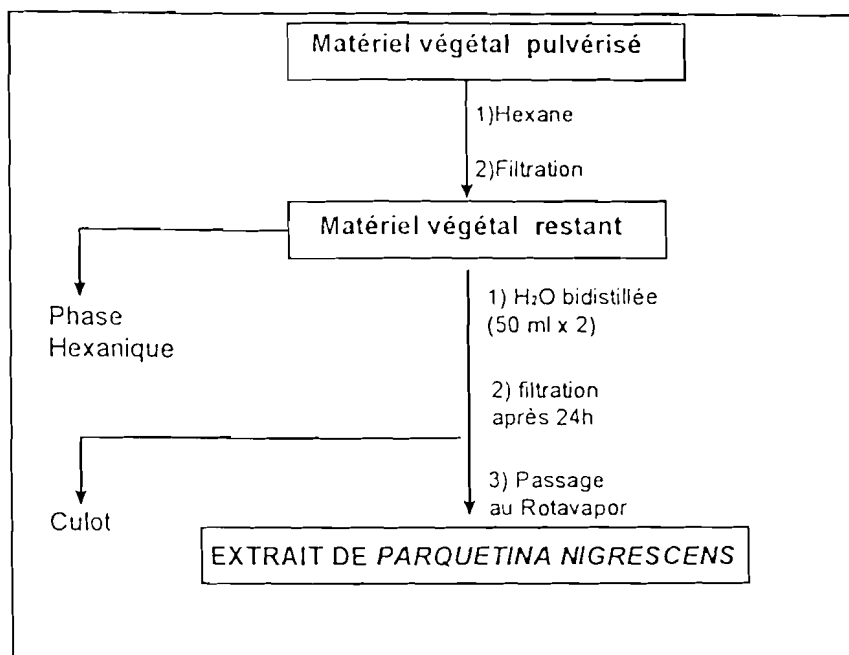 Matériel végétal pulvérisé
1)Hexane
2)Filtration
Matériel végétal restant
Phase
Hexanique
1) H₂O bidistillée
(50 ml x 2)
2) filtration
après 24h
Culot
3) Passage
au Rotavapor
EXTRAIT DE PARQUETINA NIGRESCENS